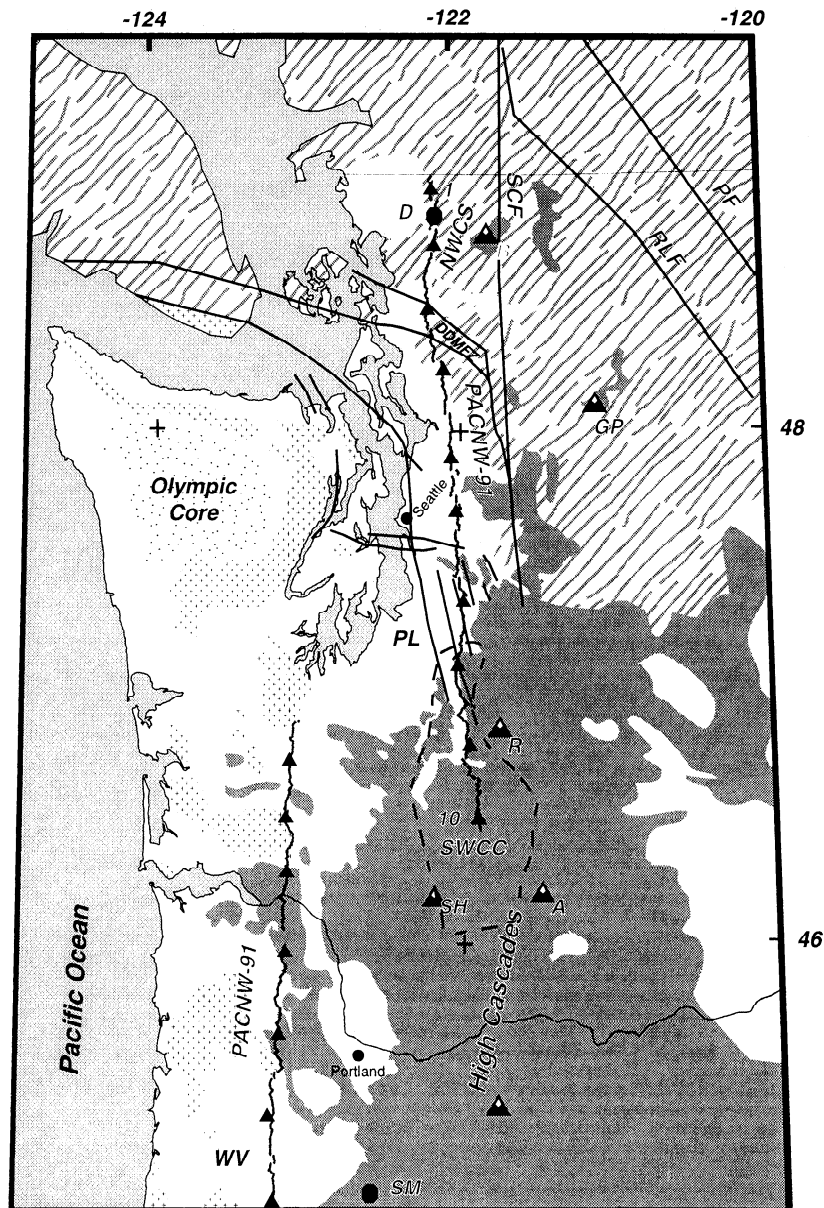 -124
-122
-120
1
D
NWCS
SCF
PF
RLF
DDMFZ
PACNW-91
GP
48
Olympic
Core
Seattle
PL
R
10
SWCC
SH
A
46
High Cascades
Pacific Ocean
PACNW-91
Portland
WV
SM